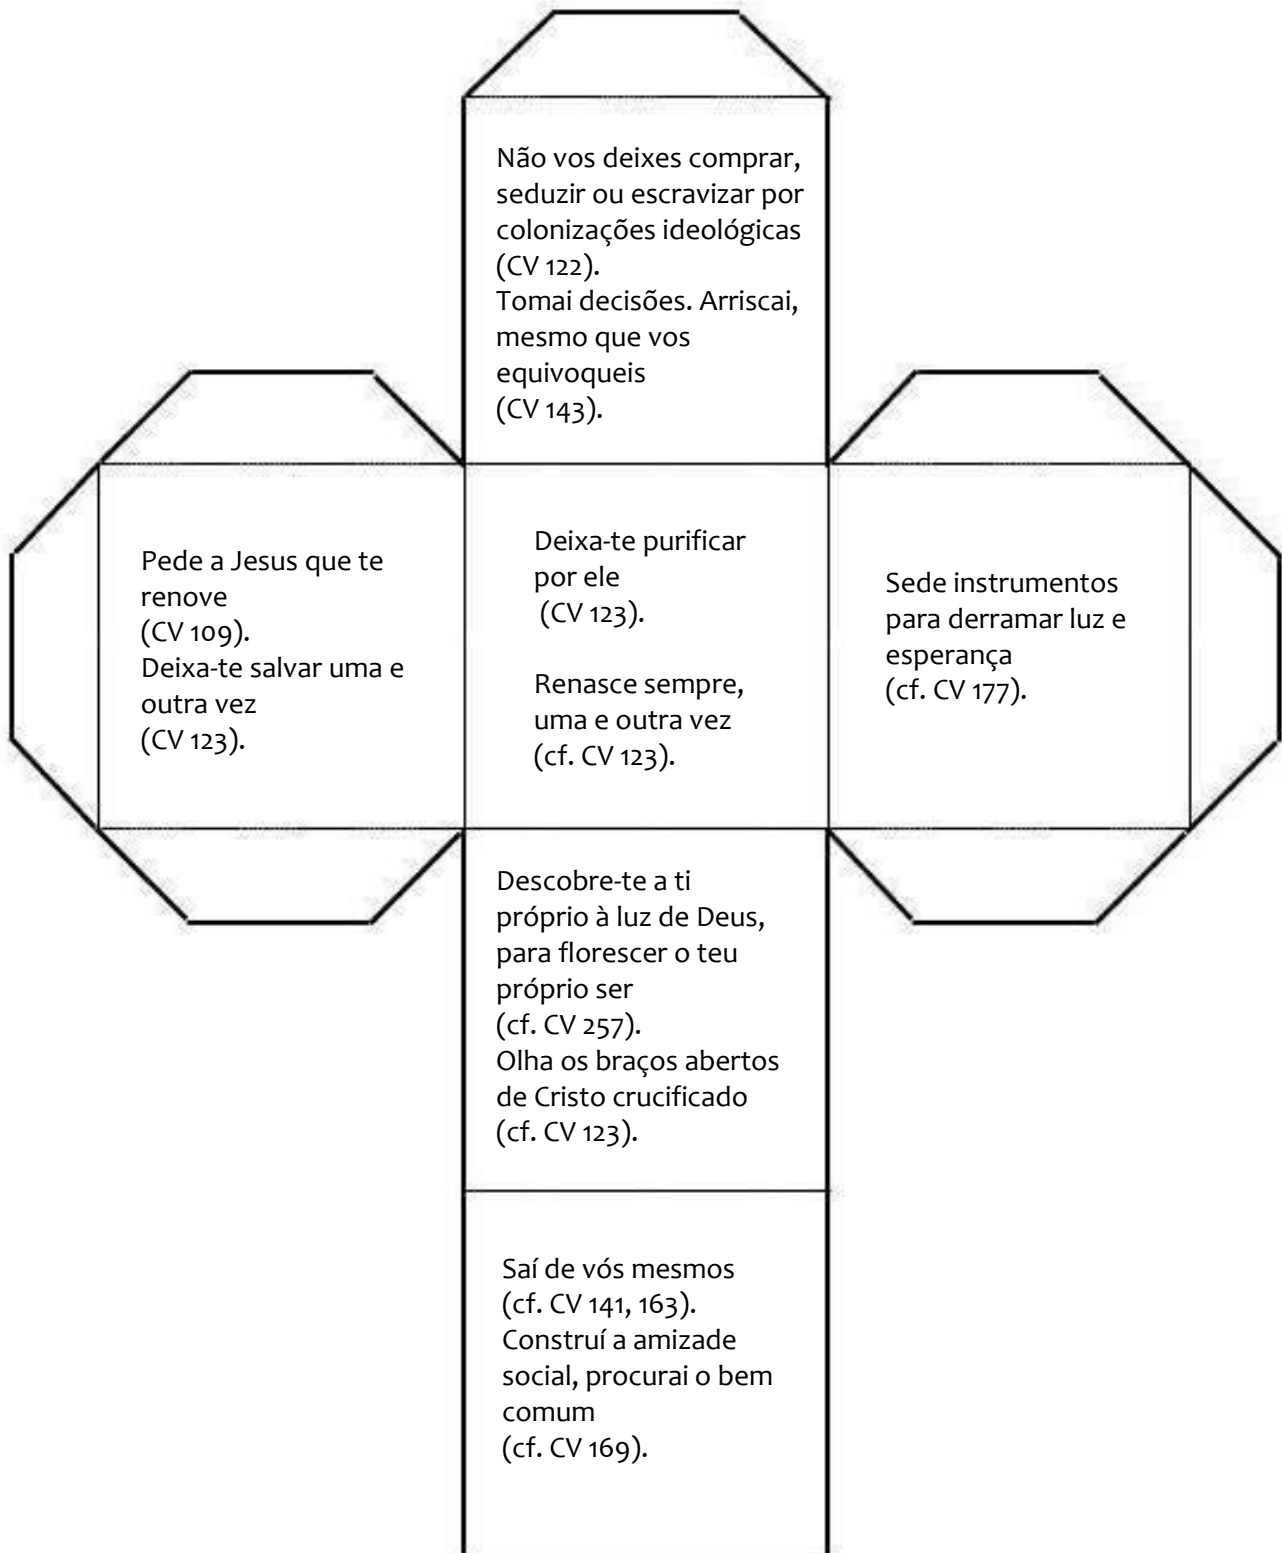 Não vos deixes comprar,
seduzir ou escravizar por
colonizações ideológicas
(CV 122).
Tomai decisões. Arriscai,
mesmo que vos
equivoqueis
(CV 143).
Pede a Jesus que te
renove
(CV 109).
Deixa-te salvar uma e
outra vez
(CV 123).
Deixa-te purificar
por ele
(CV 123).
Renasce sempre,
uma e outra vez
(cf. CV 123).
Sede instrumentos
para derramar luz e
esperança
(cf. CV 177).
Descobre-te a ti
próprio à luz de Deus,
para florescer o teu
próprio ser
(cf. CV 257).
Olha os braços abertos
de Cristo crucificado
(cf. CV 123).
Saí de vós mesmos
(cf. CV 141, 163).
Construí a amizade
social, procurai o bem
comum
(cf. CV 169).